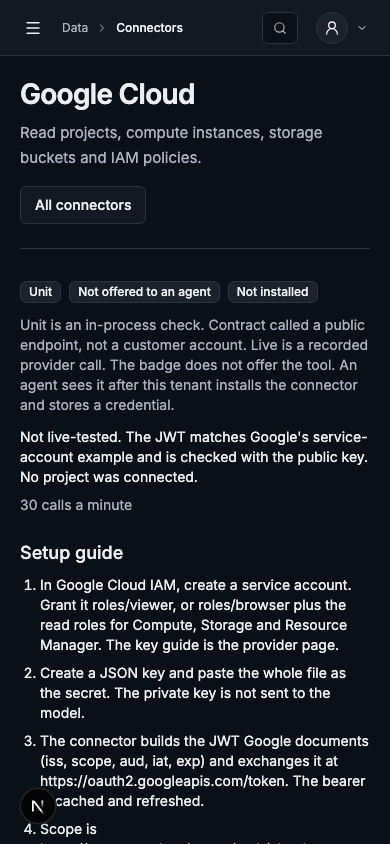 Data > Connectors
Google Cloud
Read projects, compute instances, storage
buckets and IAM policies.
All connectors
Unit Not offered to an agent Not installed
Unit is an in-process check. Contract called a public
endpoint, not a customer account. Live is a recorded
provider call. The badge does not offer the tool. An
agent sees it after this tenant installs the connector
and stores a credential.
Not live-tested. The JWT matches Google's service-
account example and is checked with the public key.
No project was connected.
30 calls a minute
Setup guide
1. In Google Cloud IAM, create a service account.
Grant it roles/viewer, or roles/browser plus the
read roles for Compute, Storage and Resource
Manager. The key guide is the provider page.
2. Create a JSON key and paste the whole file as
the secret. The private key is not sent to the
model.
3. The connector builds the JWT Google documents
(iss, scope, aud, iat, exp) and exchanges it at
https://oauth2.googleapis.com/token. The bearer
cached and refreshed.
N
4. Scope is